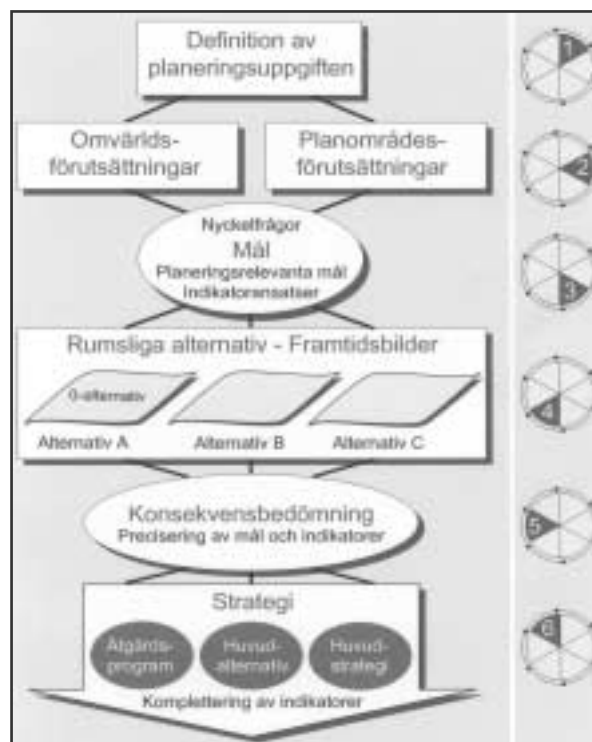 Definition av
planeringsuppgiften
1
Omvärlds-
förutsättningar
Planområdes-
förutsättningar
2
Nyckelfrågor
Mål
Planeringsrelevanta mål
Indikatoransatser
3
Rumsliga alternativ - Framtidsbilder
0-alternativ
Alternativ A
Alternativ B
Alternativ C
4
Konsekvensbedömning
Precisering av mål och indikatorer
5
Strategi
Åtgärds-
program
Huvud-
alternativ
Huvud-
strategi
Komplettering av indikatorer
6